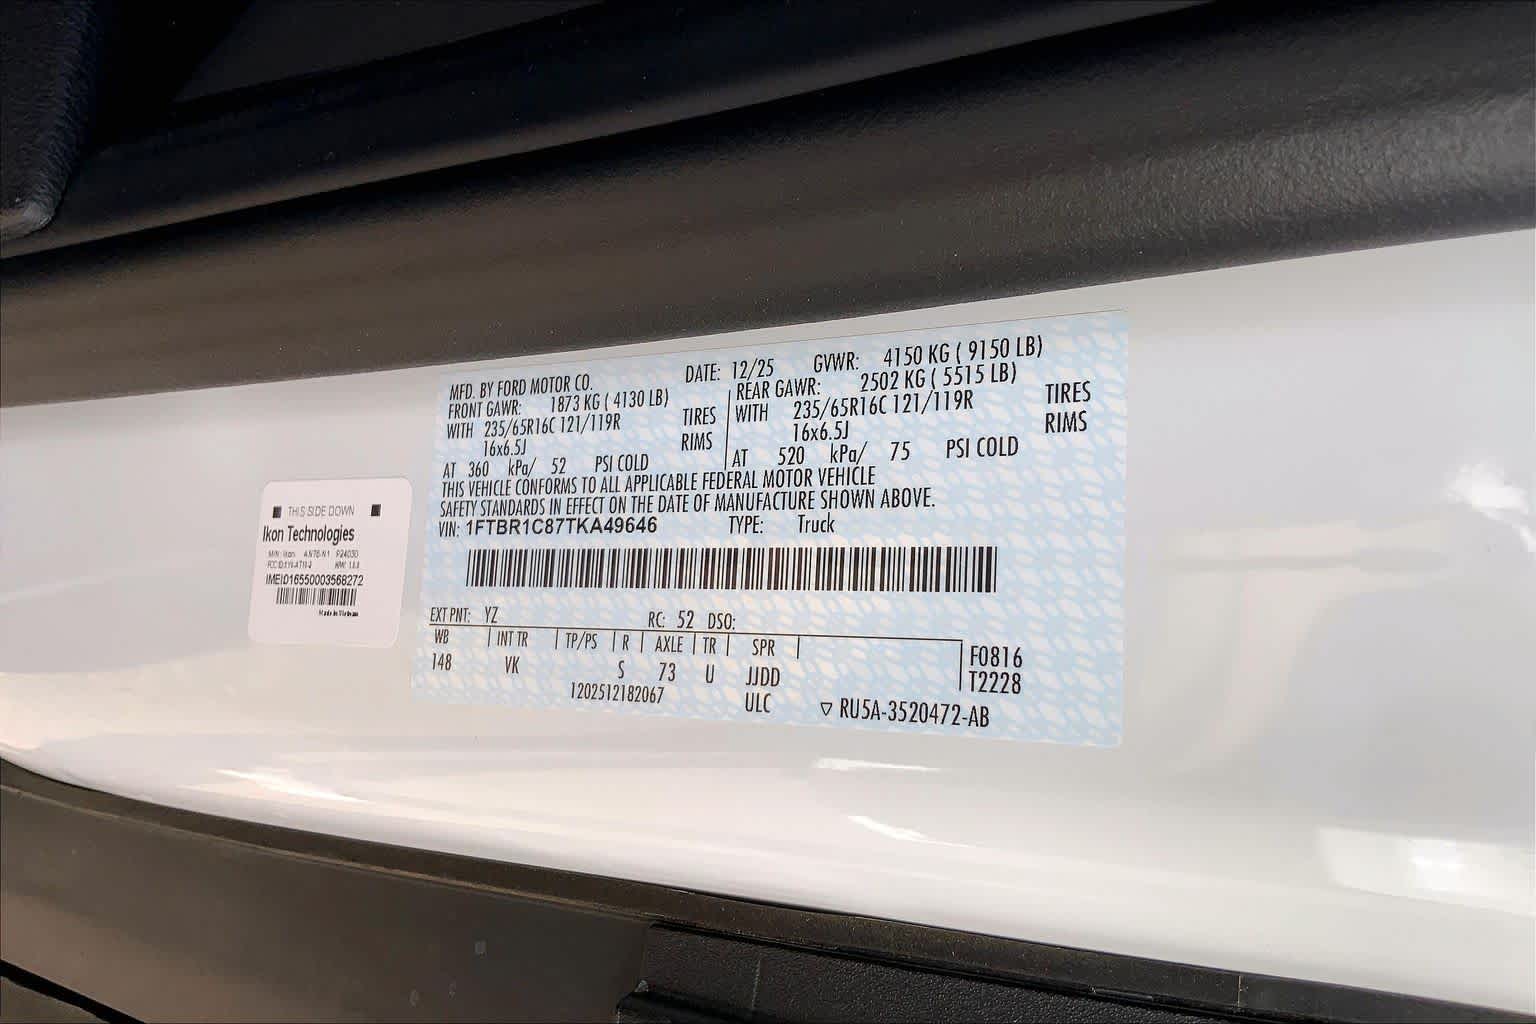 THIS SIDE DOWN
Ikon Technologies
IMEI016550003568272
Made in Vietnam
MFD. BY FORD MOTOR CO. DATE: 12/25 GVWR: 4150 KG ( 9150 LB)
FRONT GAWR: 1873 KG ( 4130 LB) REAR GAWR: 2502 KG ( 5515 LB)
WITH 235/65R16C 121/119R TIRES WITH 235/65R16C 121/119R TIRES
16x6.5J RIMS 16x6.5J RIMS
AT 360 kPa/ 52 PSI COLD AT 520 kPa/ 75 PSI COLD
THIS VEHICLE CONFORMS TO ALL APPLICABLE FEDERAL MOTOR VEHICLE
SAFETY STANDARDS IN EFFECT ON THE DATE OF MANUFACTURE SHOWN ABOVE.
VIN: 1FTBR1C87TKA49646 TYPE: Truck
EXT PNT: YZ RC: 52 DSO:
WB INT TR TP/PS R AXLE TR SPR F0816
148 VK S 73 U JJDD T2228
1202512182067 ULC ▽ RU5A-3520472-AB